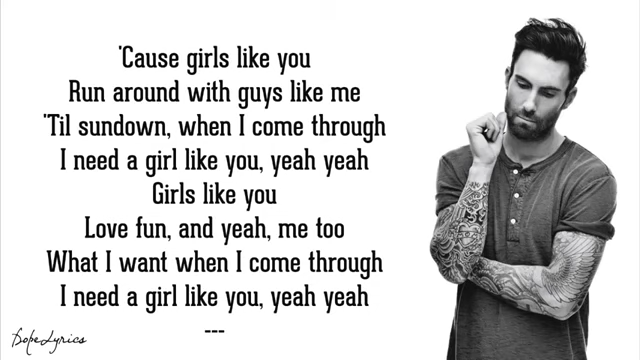 'Cause girls like you
Run around with guys like me
'Til sundown, when I come through
I need a girl like you, yeah yeah
Girls like you
Love fun, and yeah, me too
What I want when I come through
I need a girl like you, yeah yeah
---
DopeLyrics